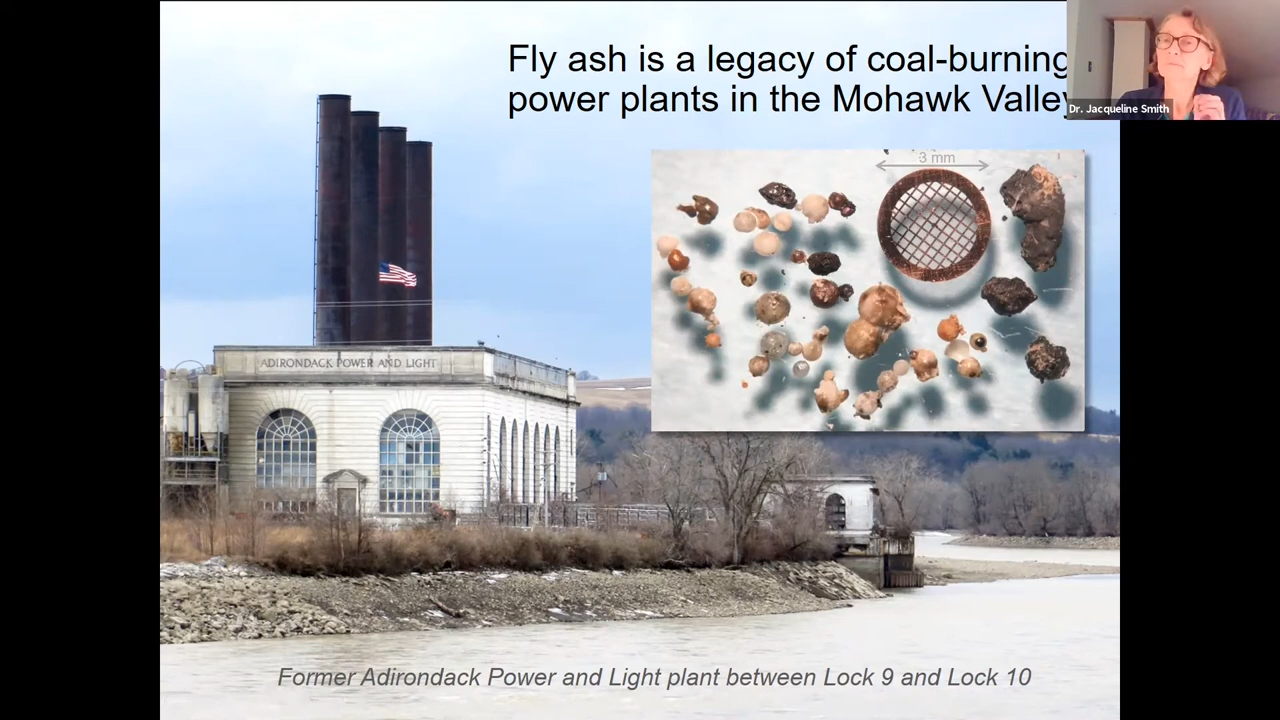 Fly ash is a legacy of coal-burning
power plants in the Mohawk Valley
Dr. Jacqueline Smith
3 mm
ADIRONDACK POWER AND LIGHT
Former Adirondack Power and Light plant between Lock 9 and Lock 10